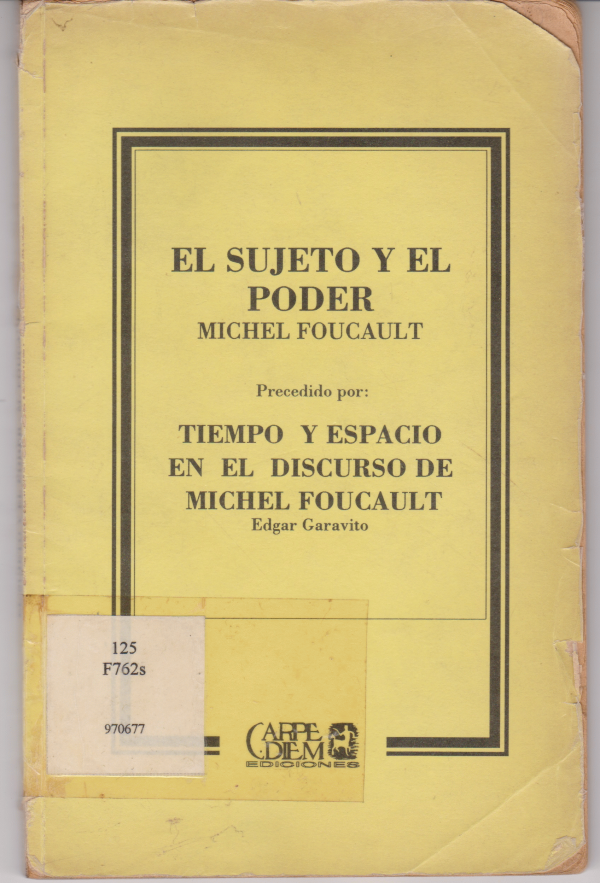 EL SUJETO Y EL
PODER
MICHEL FOUCAULT
Precedido por:
TIEMPO Y ESPACIO
EN EL DISCURSO DE
MICHEL FOUCAULT
Edgar Garavito
125
F762s
970677
CARPE
DIEM
EDICIONES